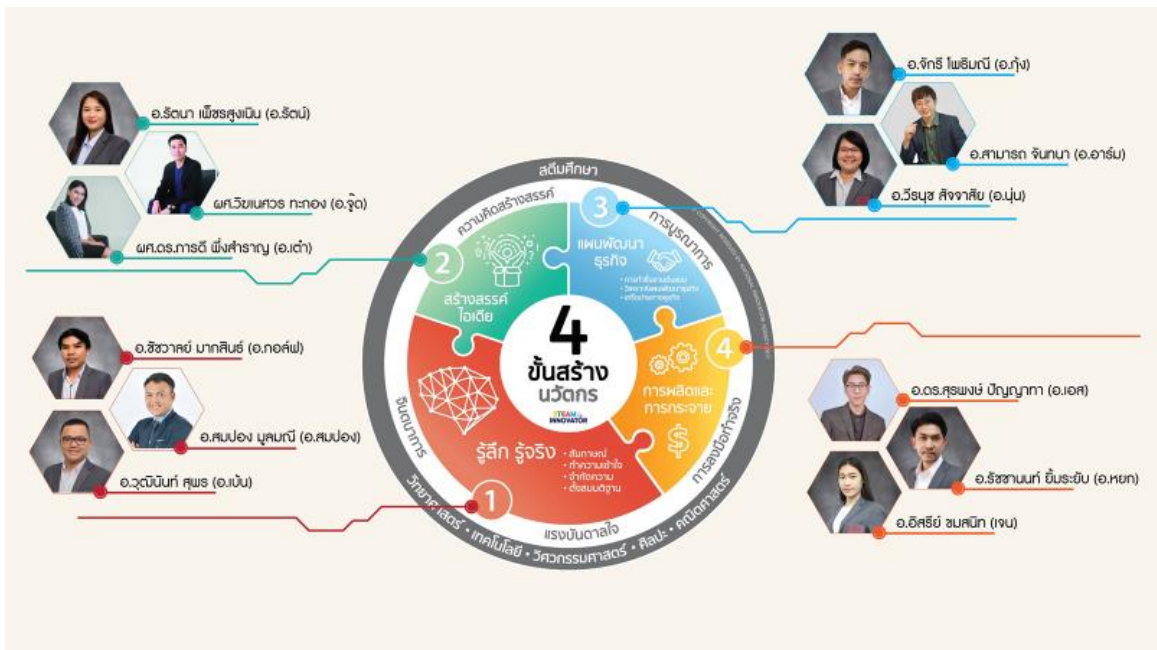 อ.รัตนา เพ็ชรสูงเนิน (อ.รัตน์)
ผศ.วิฆเนศวร ทะกอง (อ.จู๊ด)
ผศ.ดร.ภารดี พึ่งสำราญ (อ.เต๋า)
อ.ชัชวาลย์ มากสินธ์ (อ.กอล์ฟ)
อ.สมปอง มูลมณี (อ.สมปอง)
อ.วุฒินันท์ สุพร (อ.เบ้น)
สตีมศึกษา
ความคิดสร้างสรรค์
การบูรณาการ
2
สร้างสรรค์
ไอเดีย
3
แผนพัฒนา
ธุรกิจ
4
ขั้นสร้าง
นวัตกร
STEAM
INNOVATOR
4
การผลิตและ
การกระจาย
$
รู้สึก รู้จริง
• สัมภาษณ์
• ทำความเข้าใจ
• จำกัดความ
• ตั้งสมมติฐาน
1
จินตนาการ
แรงบันดาลใจ
การลงมือทำจริง
วิทยาศาสตร์ • เทคโนโลยี • วิศวกรรมศาสตร์ • ศิลปะ • คณิตศาสตร์
อ.จักรี โพธิมณี (อ.กุ้ง)
อ.สามารถ จันทนา (อ.อาร์ม)
อ.วีรนุช สัจจาสัย (อ.นุ่น)
อ.ดร.สุรพงษ์ ปัญญาทา (อ.เอส)
อ.รัชชานนท์ ยิ้มระยับ (อ.หยก)
อ.อิสรีย์ ชมสนิท (เจน)